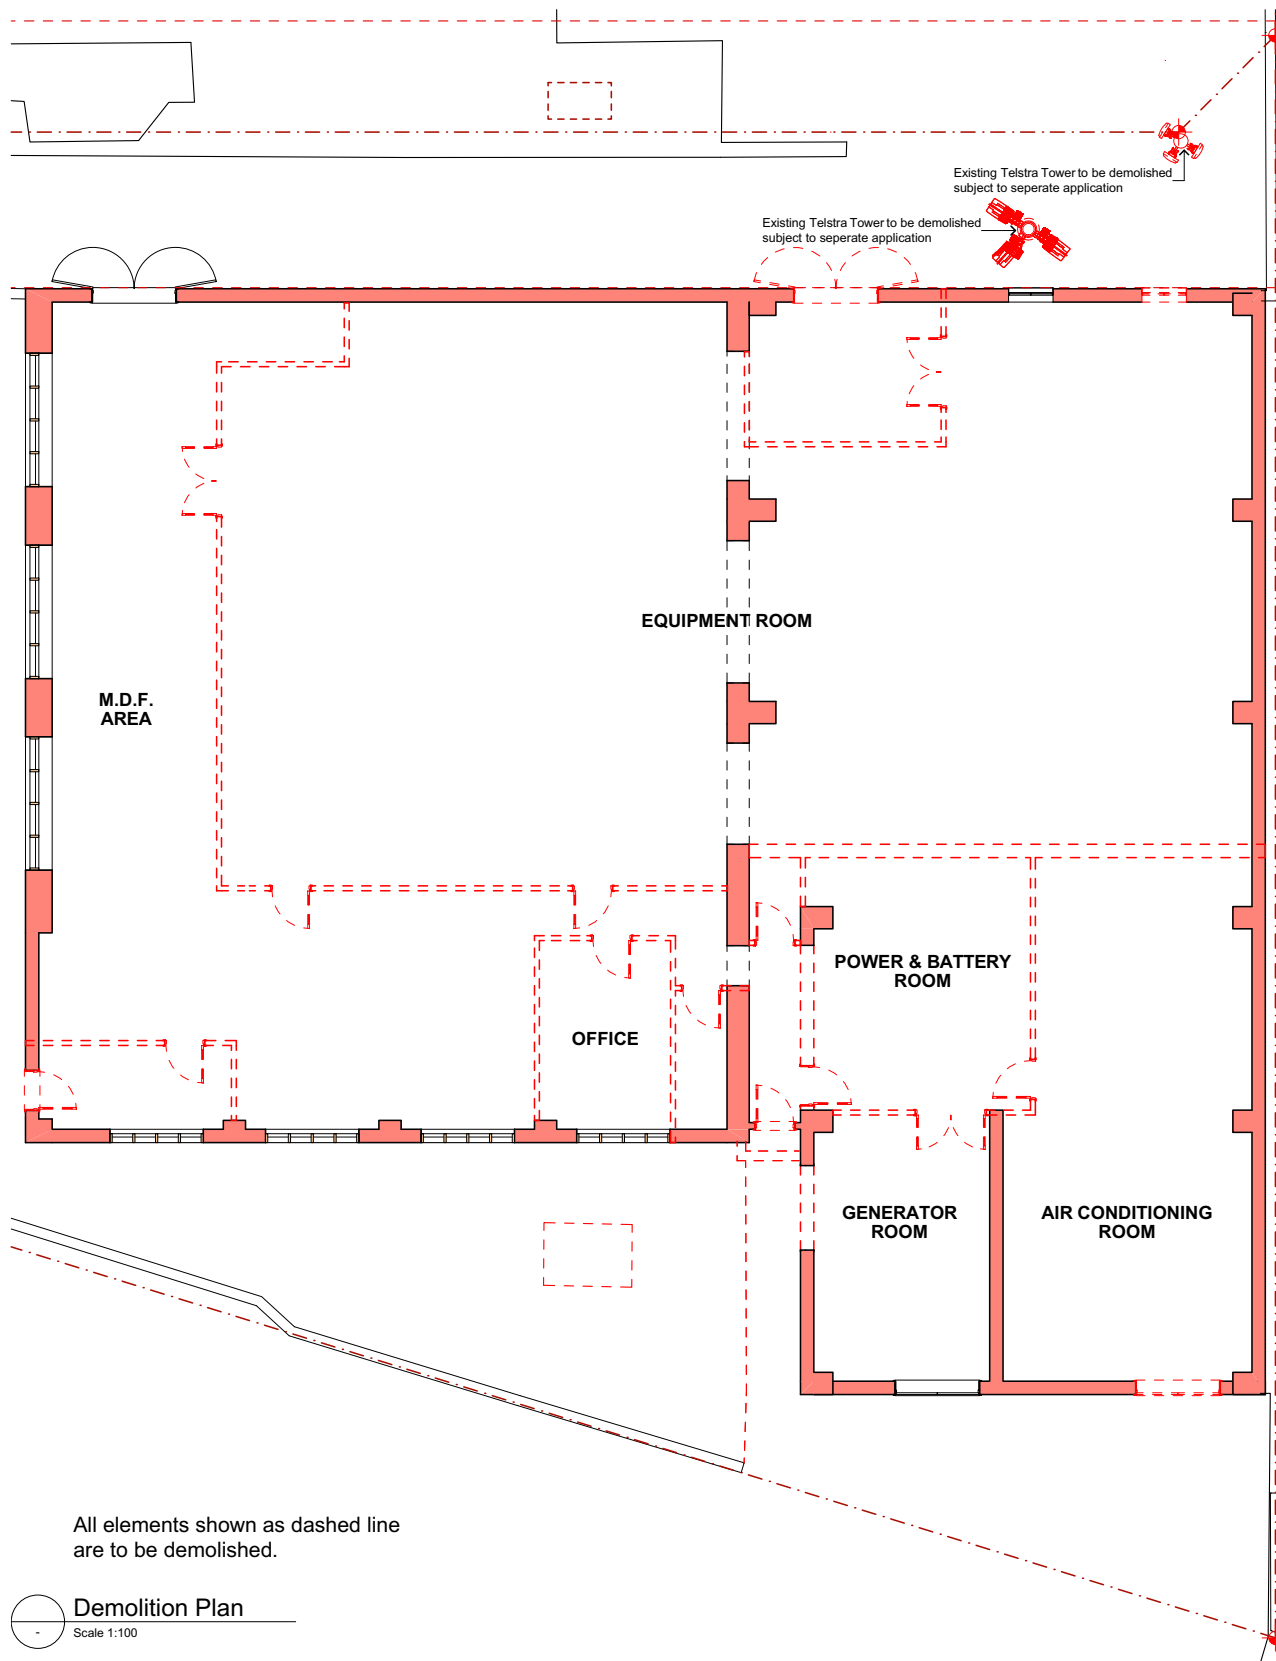 Existing Telstra Tower to be demolished
subject to seperate application
Existing Telstra Tower to be demolished
subject to seperate application
EQUIPMENT ROOM
M.D.F.
AREA
POWER & BATTERY
ROOM
OFFICE
GENERATOR
ROOM
AIR CONDITIONING
ROOM
All elements shown as dashed line
are to be demolished.
Demolition Plan
-
Scale 1:100